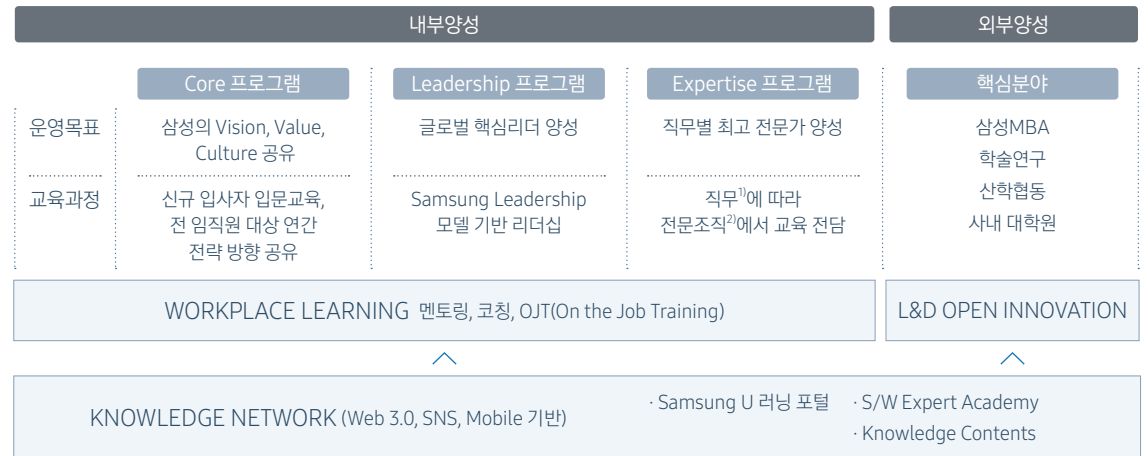 내부양성
외부양성
Core 프로그램
Leadership 프로그램
Expertise 프로그램
핵심분야
운영목표
삼성의 Vision, Value,
Culture 공유
글로벌 핵심리더 양성
직무별 최고 전문가 양성
삼성MBA
학술연구
산학협동
사내 대학원
교육과정
신규 입사자 입문교육,
전 임직원 대상 연간
전략 방향 공유
Samsung Leadership
모델 기반 리더십
직무1)에 따라
전문조직2)에서 교육 전담
WORKPLACE LEARNING 멘토링, 코칭, OJT(On the Job Training)
L&D OPEN INNOVATION
KNOWLEDGE NETWORK (Web 3.0, SNS, Mobile 기반)
· Samsung U 러닝 포털
· S/W Expert Academy
· Knowledge Contents